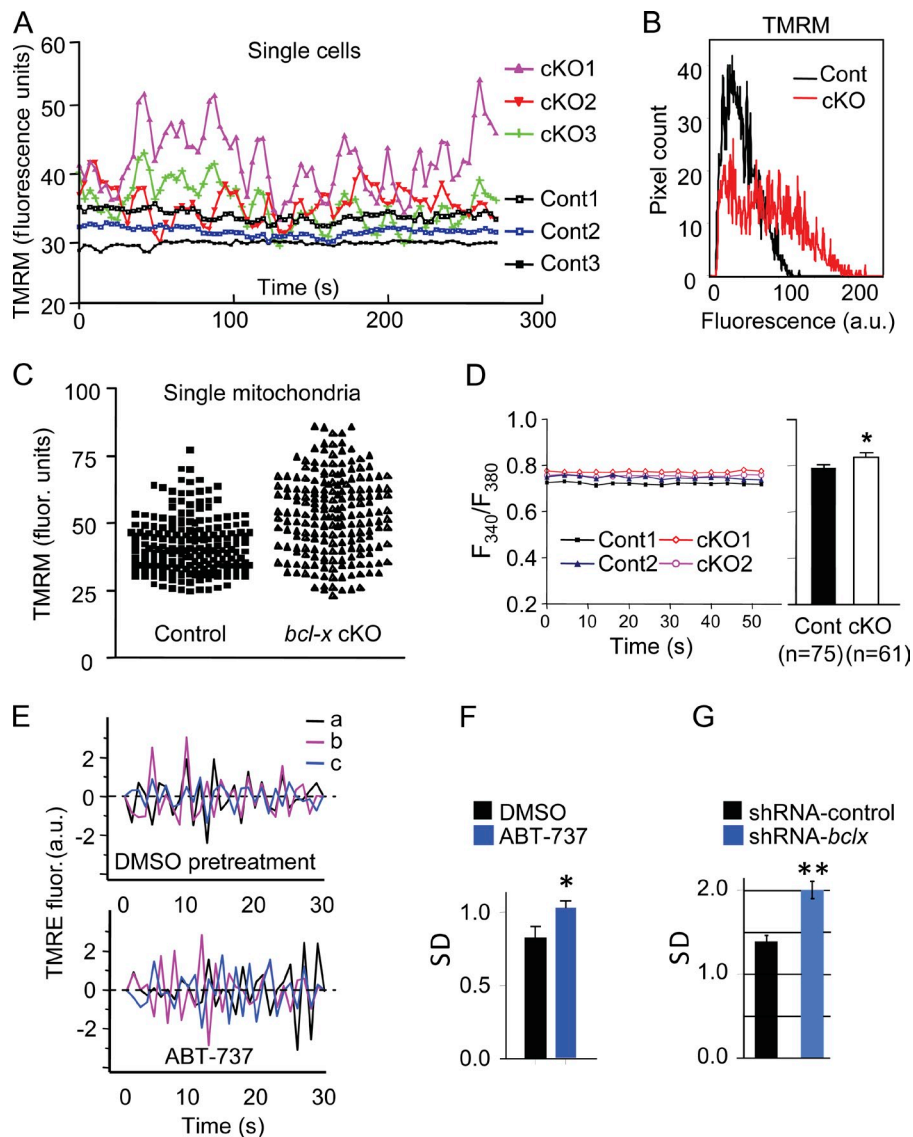 A
Single cells
TMRM (fluorescence units)
60
50
40
30
20
0
100
200
300
Time (s)
cKO1
cKO2
cKO3
Cont1
Cont2
Cont3
B
TMRM
Cont
cKO
Pixel count
40
30
20
10
0
0
100
200
Fluorescence (a.u.)
C
Single mitochondria
TMRM (fluor. units)
100
75
50
25
0
Control
bcl-x cKO
D
F340/F380
1.0
0.8
0.6
0.4
0.2
Cont1
cKO1
Cont2
cKO2
0 10 20 30 40 50
Time (s)
*
Cont cKO
(n=75) (n=61)
E
a
b
c
TMRE fluor.(a.u.)
2
0
-2
DMSO pretreatment
0 10 20 30
2
0
-2
ABT-737
0 10 20 30
Time (s)
F
DMSO
ABT-737
*
SD
1.0
0.5
0.0
G
shRNA-control
shRNA-bclx
**
SD
2.0
1.0
0.0